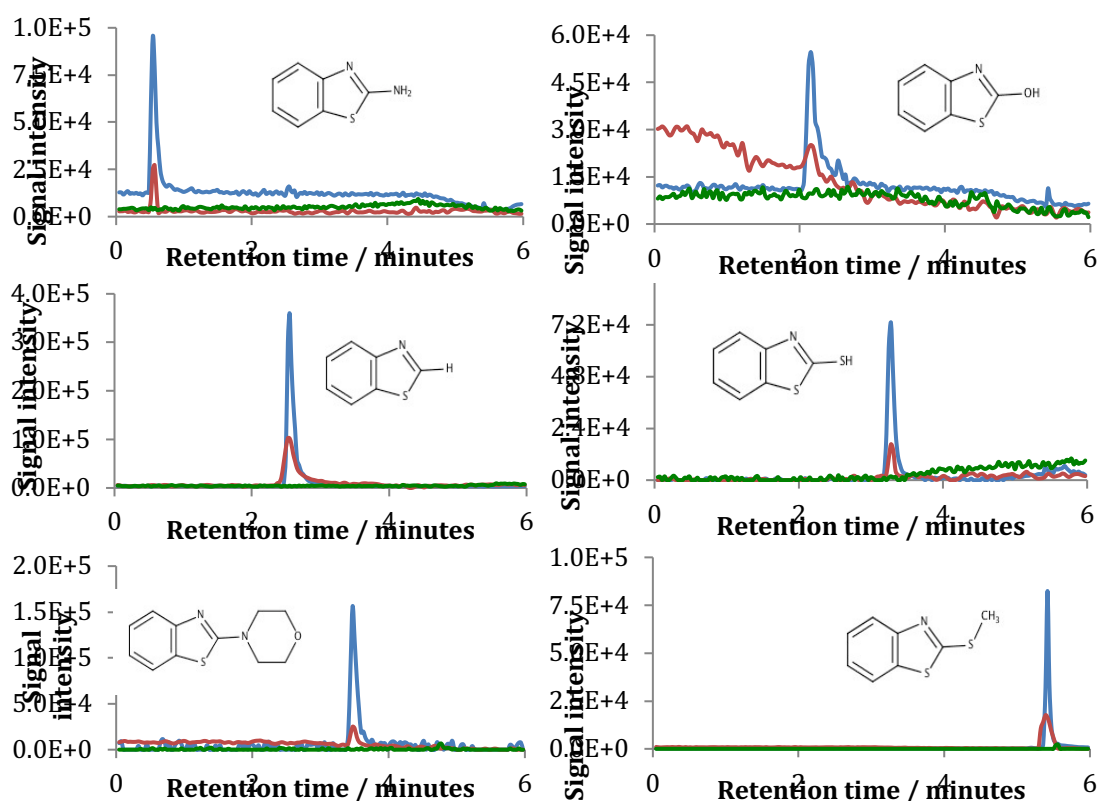 1.0E+5
7.5E+4
5.0E+4
2.5E+4
0.0E+0
Signal intensity
N
NH₂
S
0 2 4 6
Retention time / minutes
6.0E+4
4.5E+4
3.0E+4
1.5E+4
0.0E+0
Signal intensity
N
OH
S
0 2 4 6
Retention time / minutes
4.0E+5
3.0E+5
2.0E+5
1.0E+5
0.0E+0
Signal intensity
N
H
S
0 2 4 6
Retention time / minutes
7.2E+4
4.8E+4
2.4E+4
0.0E+0
Signal intensity
N
SH
S
0 2 4 6
Retention time / minutes
2.0E+5
1.5E+5
1.0E+5
5.0E+4
0.0E+0
Signal
intensity
N
N O
S
0 2 4 6
Retention time / minutes
1.0E+5
7.5E+4
5.0E+4
2.5E+4
0.0E+0
Signal intensity
CH₃
N
S
S
0 2 4 6
Retention time / minutes